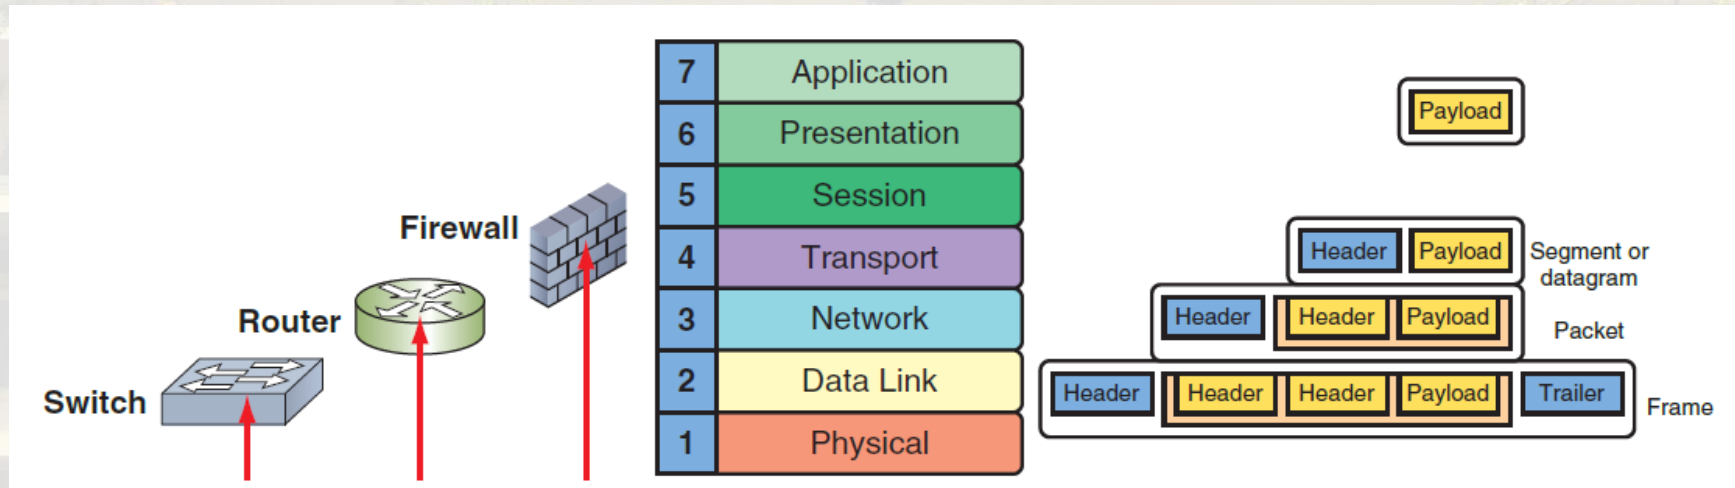 7 Application
6 Presentation
5 Session
4 Transport
3 Network
2 Data Link
1 Physical
Firewall
Router
Switch
Payload
Header Payload Segment or
datagram
Header Header Payload Packet
Header Header Header Payload Trailer Frame